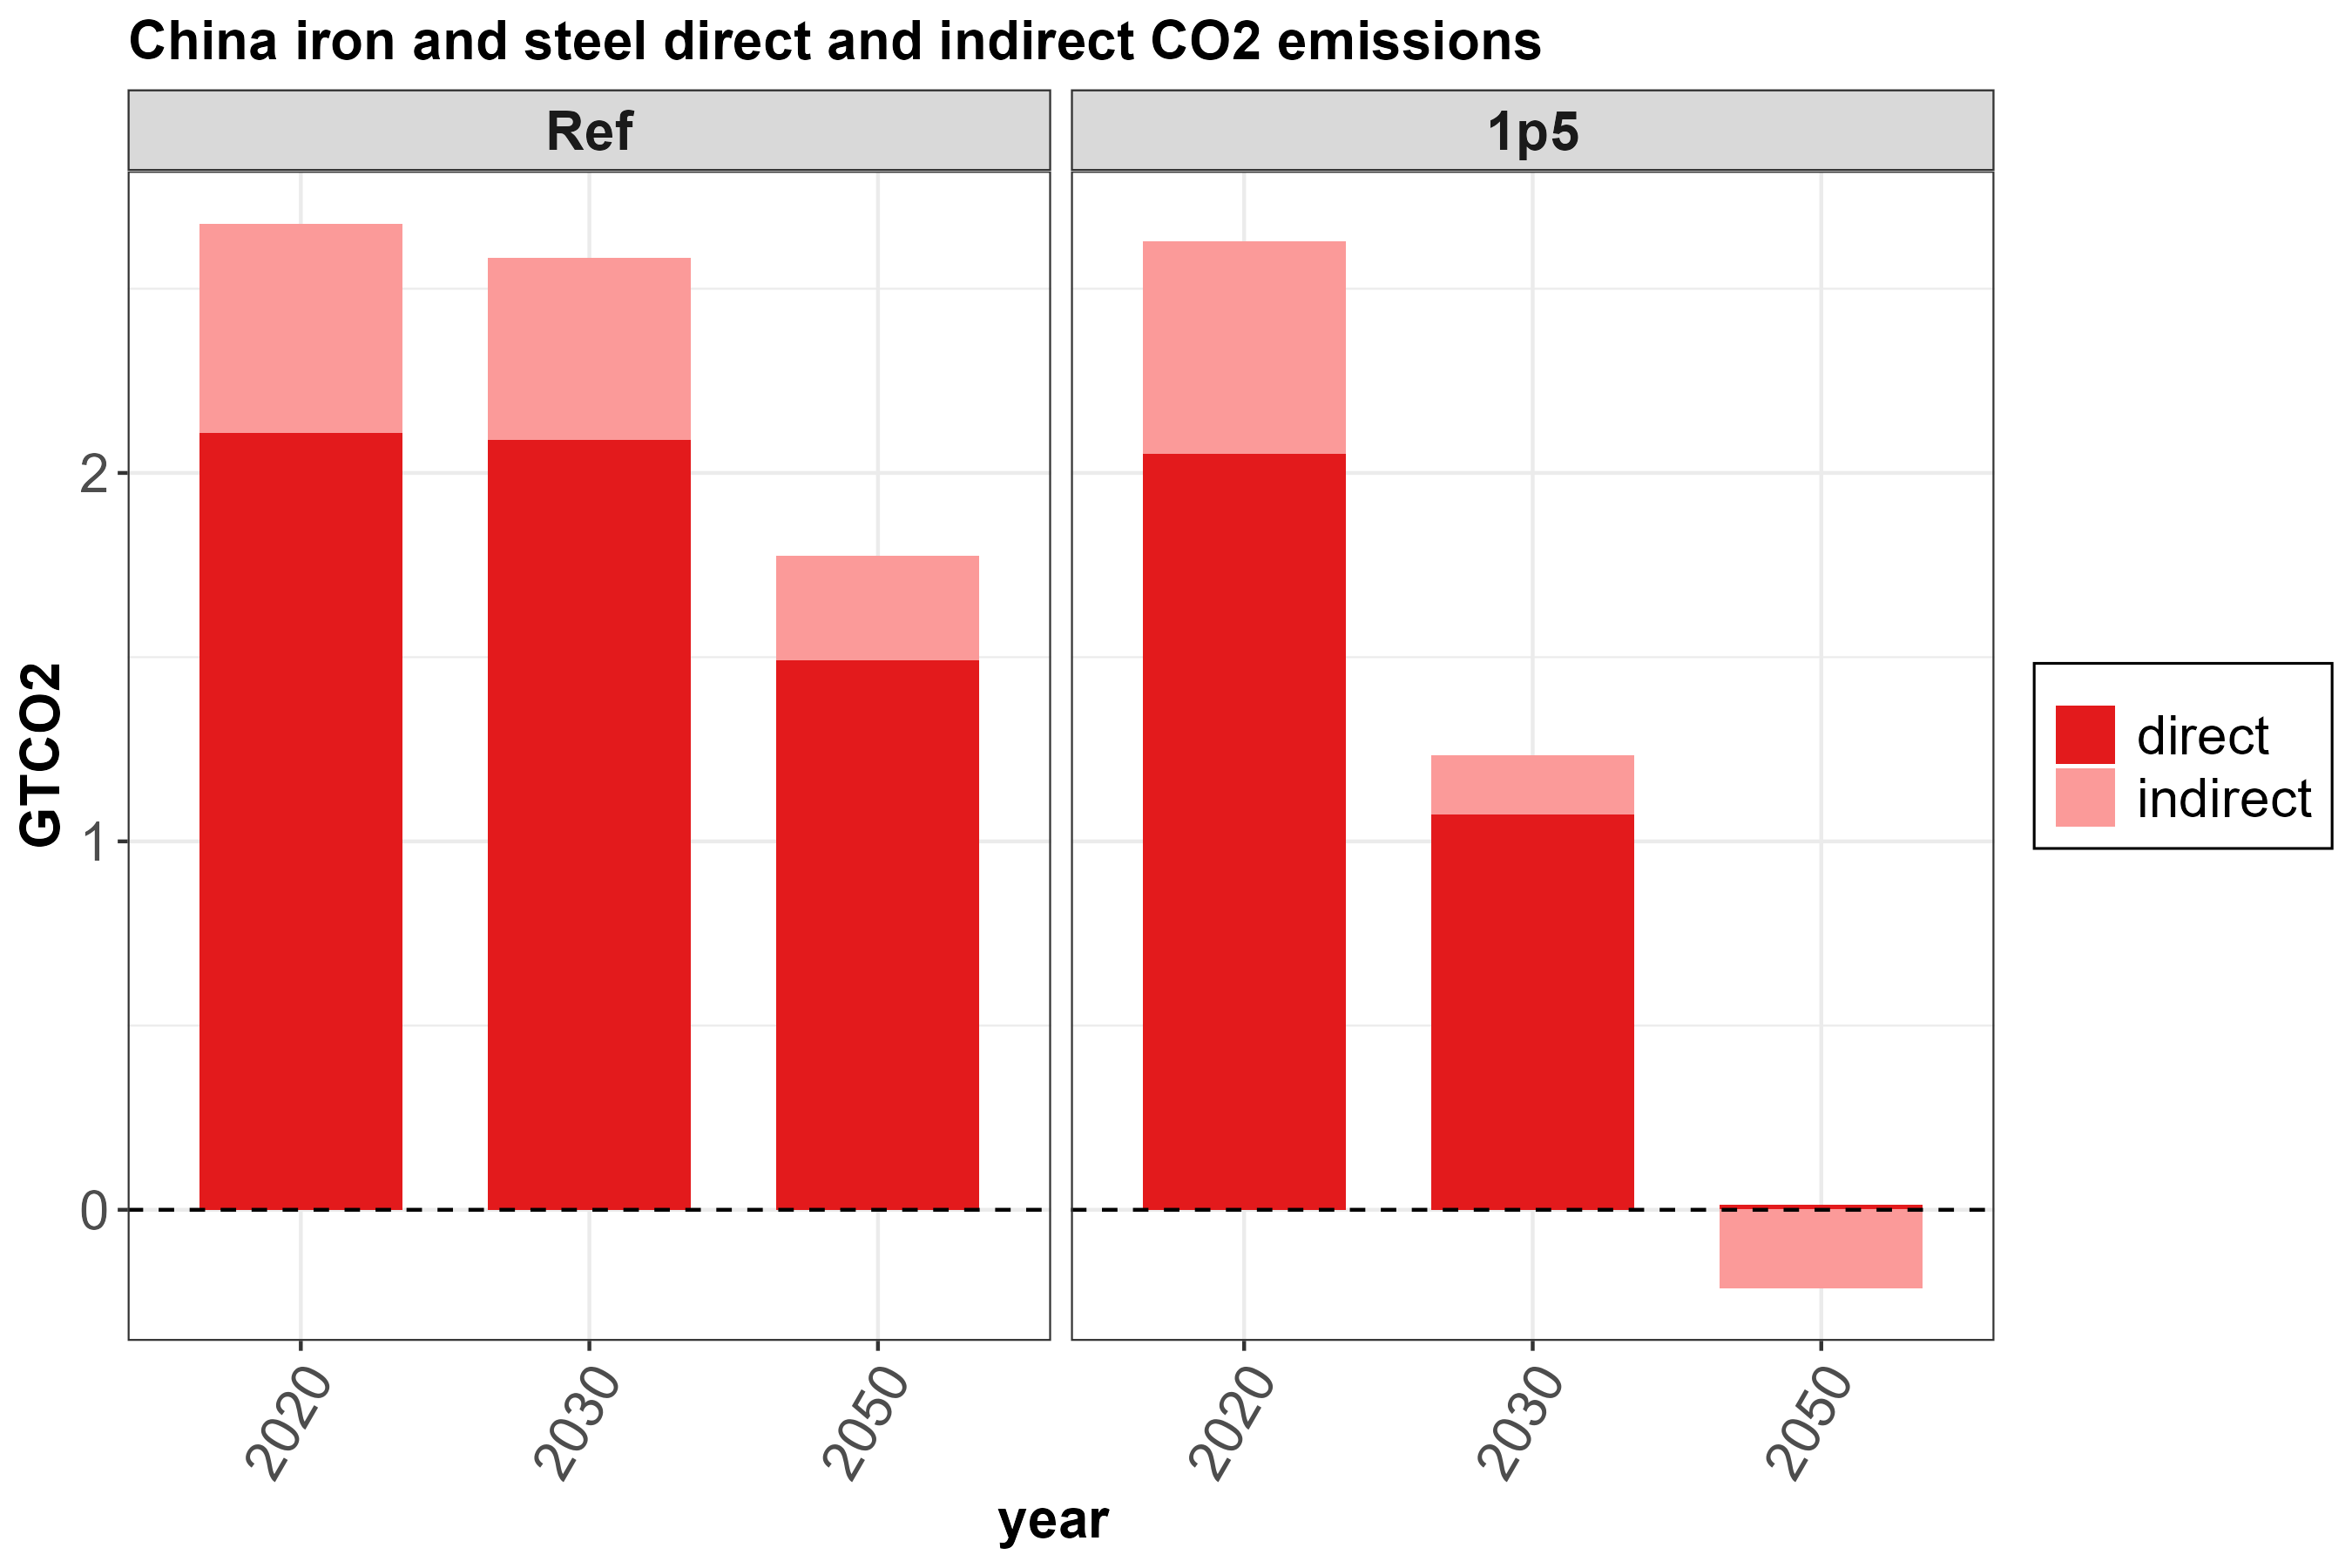 China iron and steel direct and indirect CO2 emissions
Ref
1p5
GTCO2
2
1
0
direct
indirect
2020
2030
2050
2020
2030
2050
year